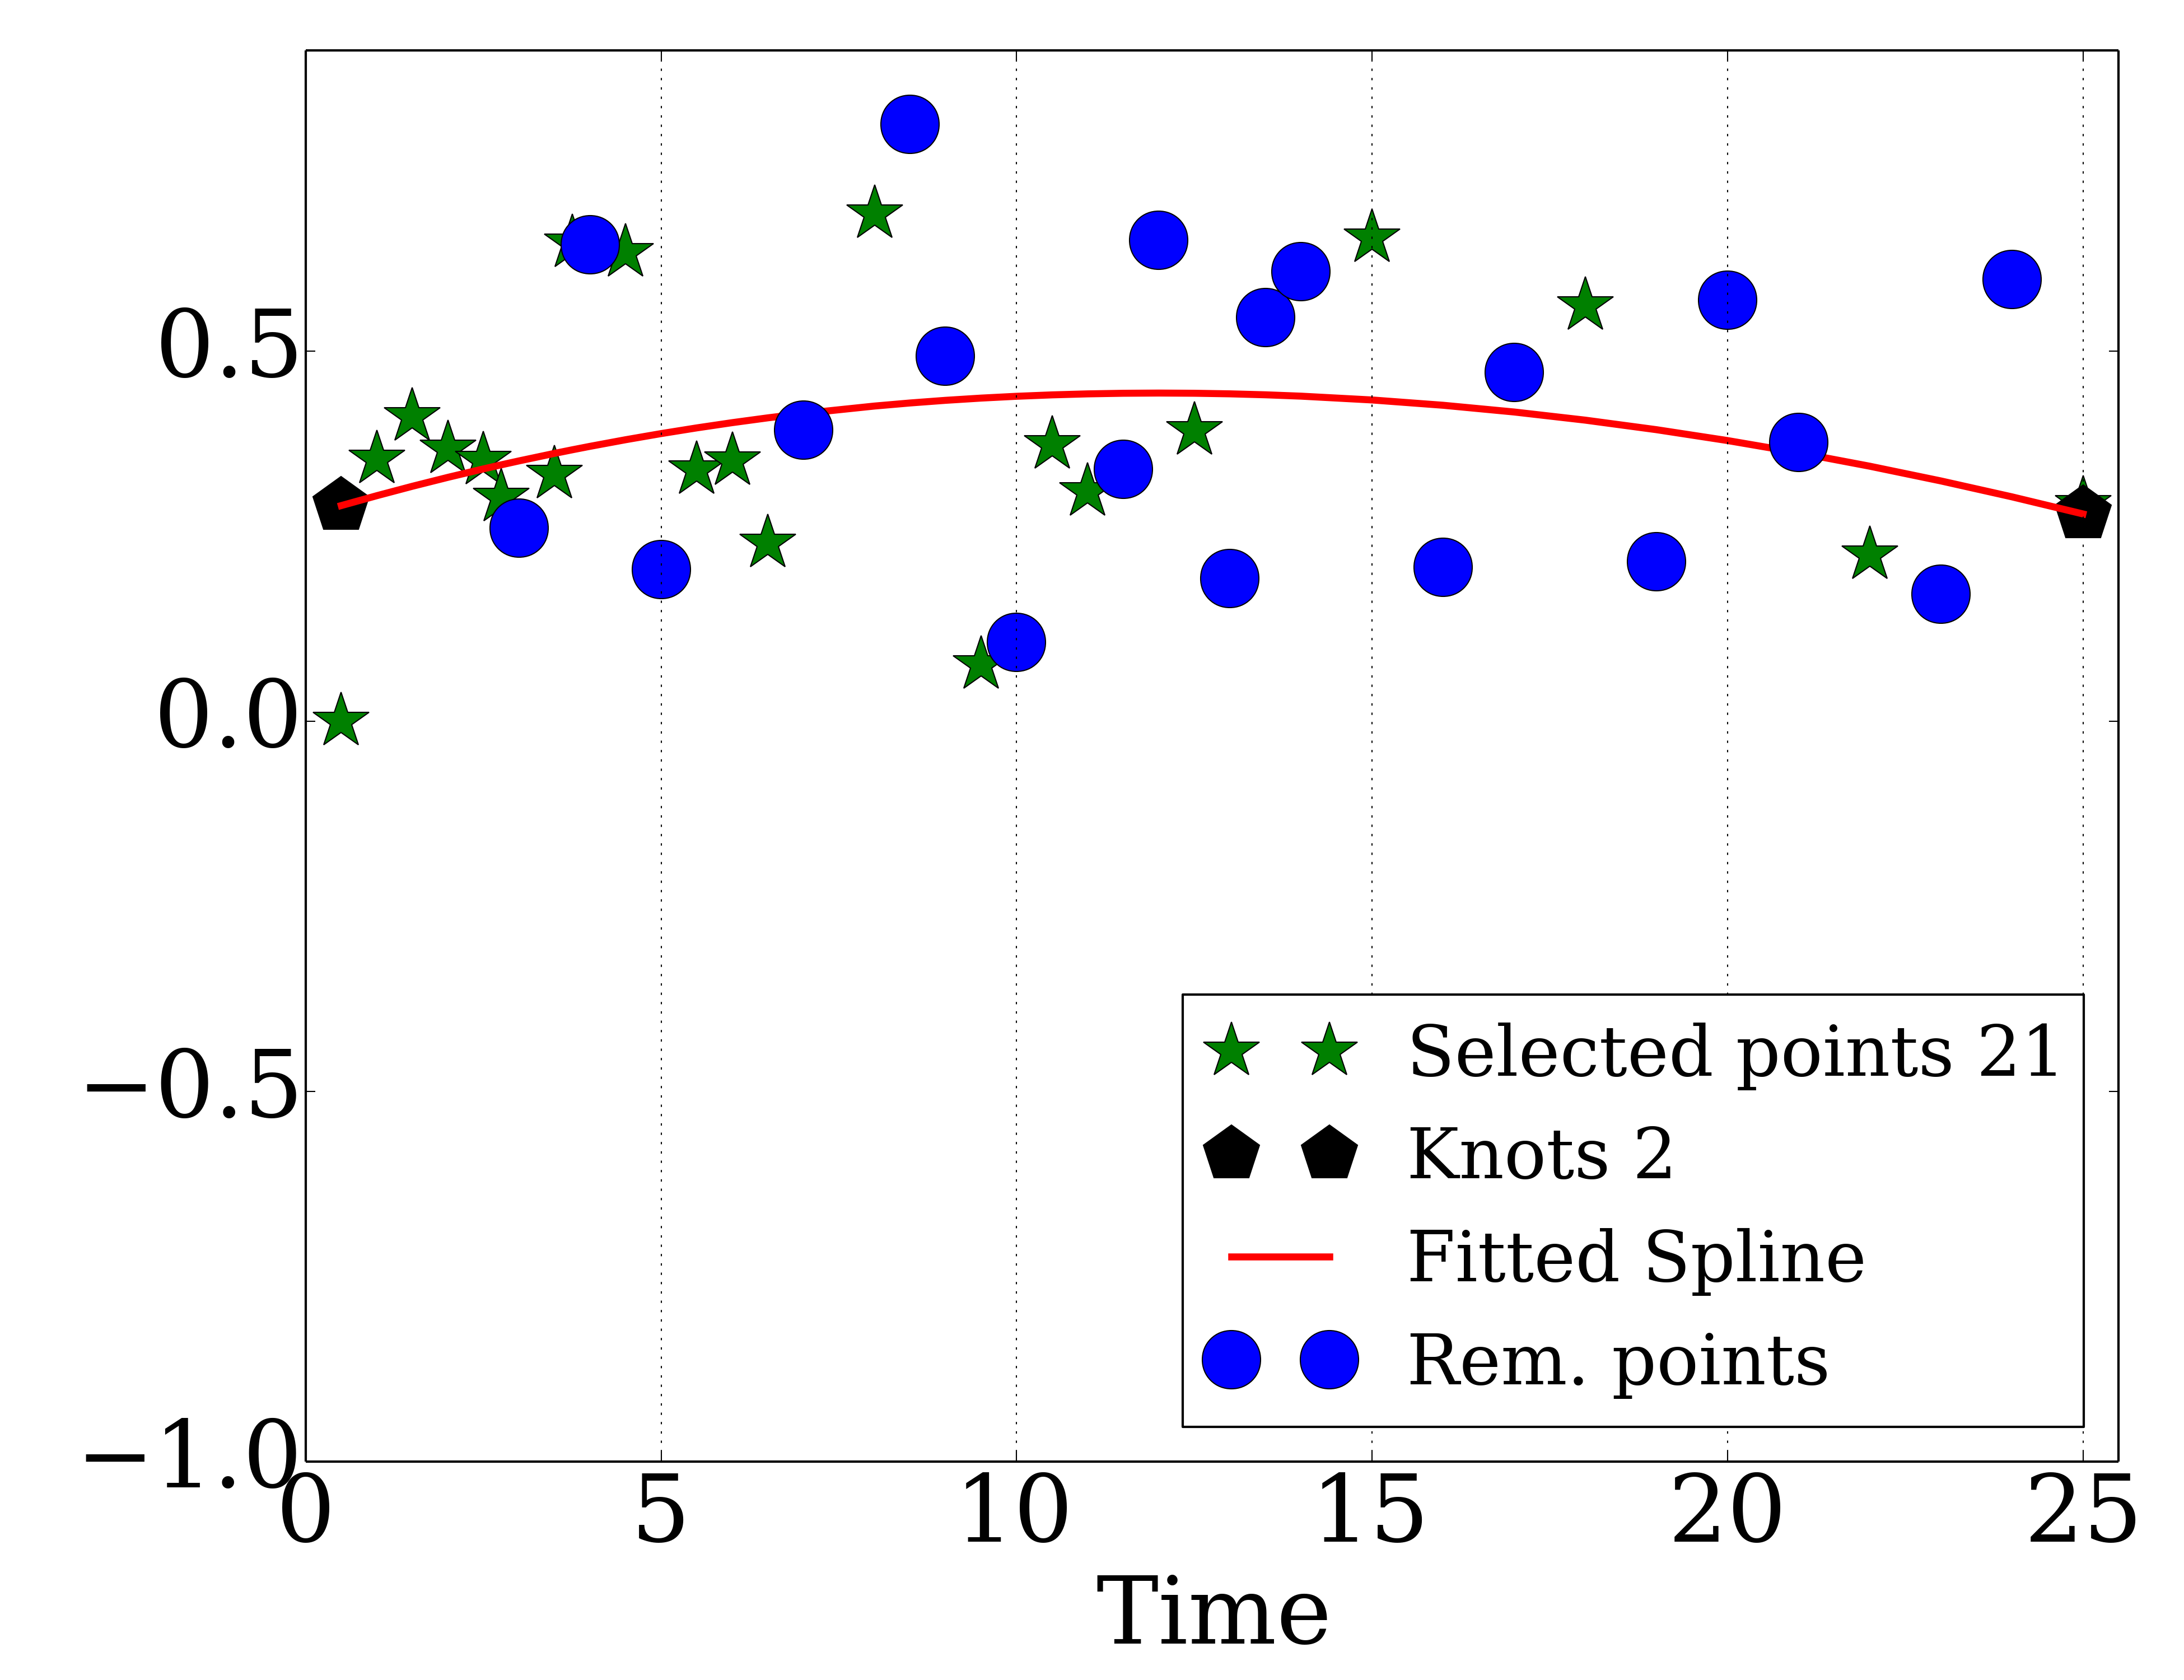 0.5
0.0
−0.5
−1.0
Selected points 21
Knots 2
Fitted Spline
Rem. points
0 5 10 15 20 25
Time